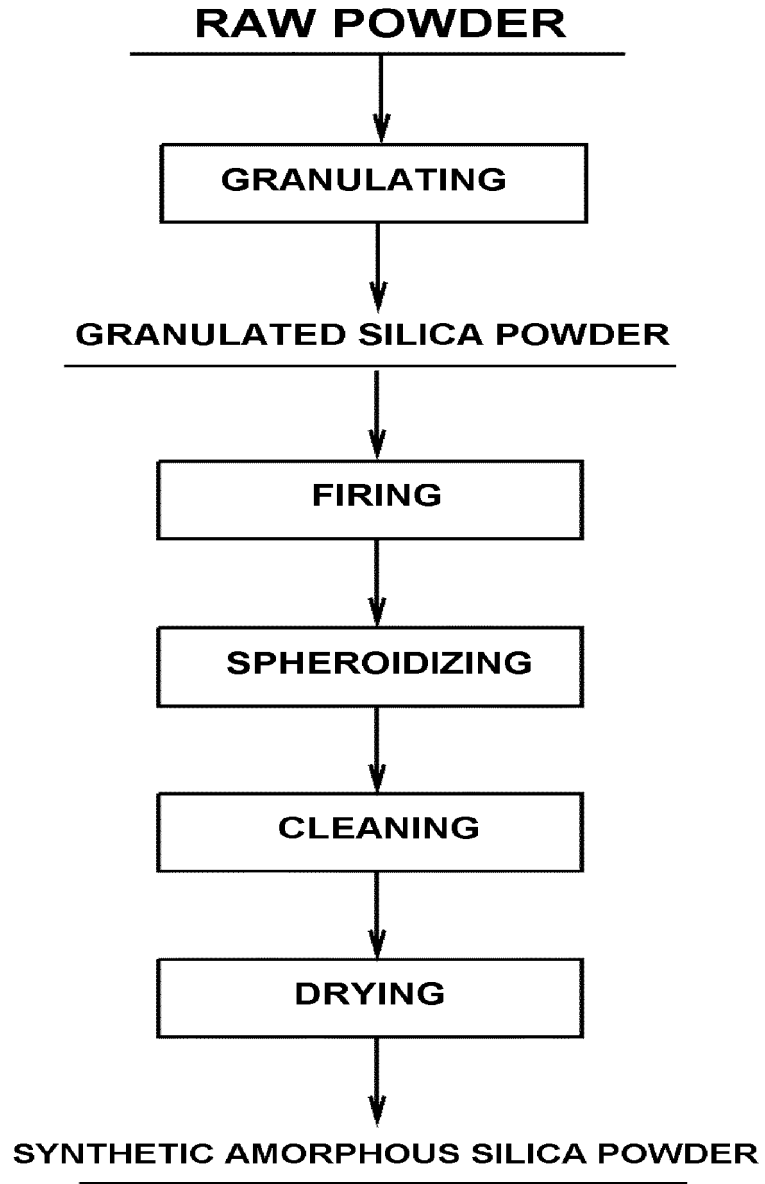 RAW POWDER
GRANULATING
GRANULATED SILICA POWDER
FIRING
SPHEROIDIZING
CLEANING
DRYING
SYNTHETIC AMORPHOUS SILICA POWDER